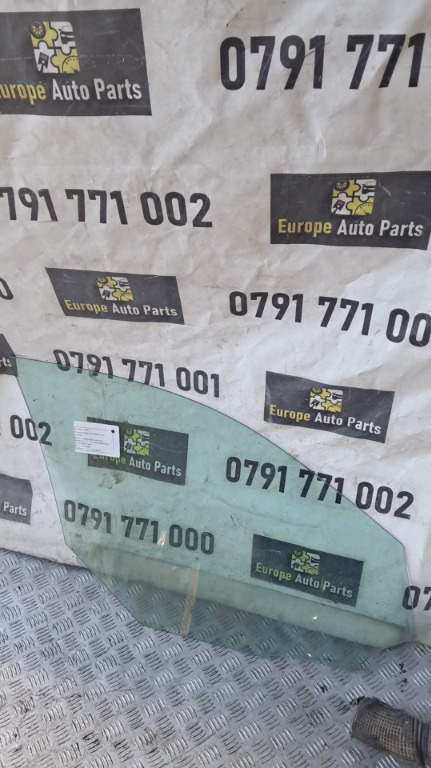 Europe Auto Parts
0791 771
791 771 002
Europe Auto Parts
Europe Auto Parts
0791 771 00
0791 771 001
Europe Auto Parts
002
Europe Auto Parts
0791 771 002
Parts
0791 771 000
Europe Auto Parts